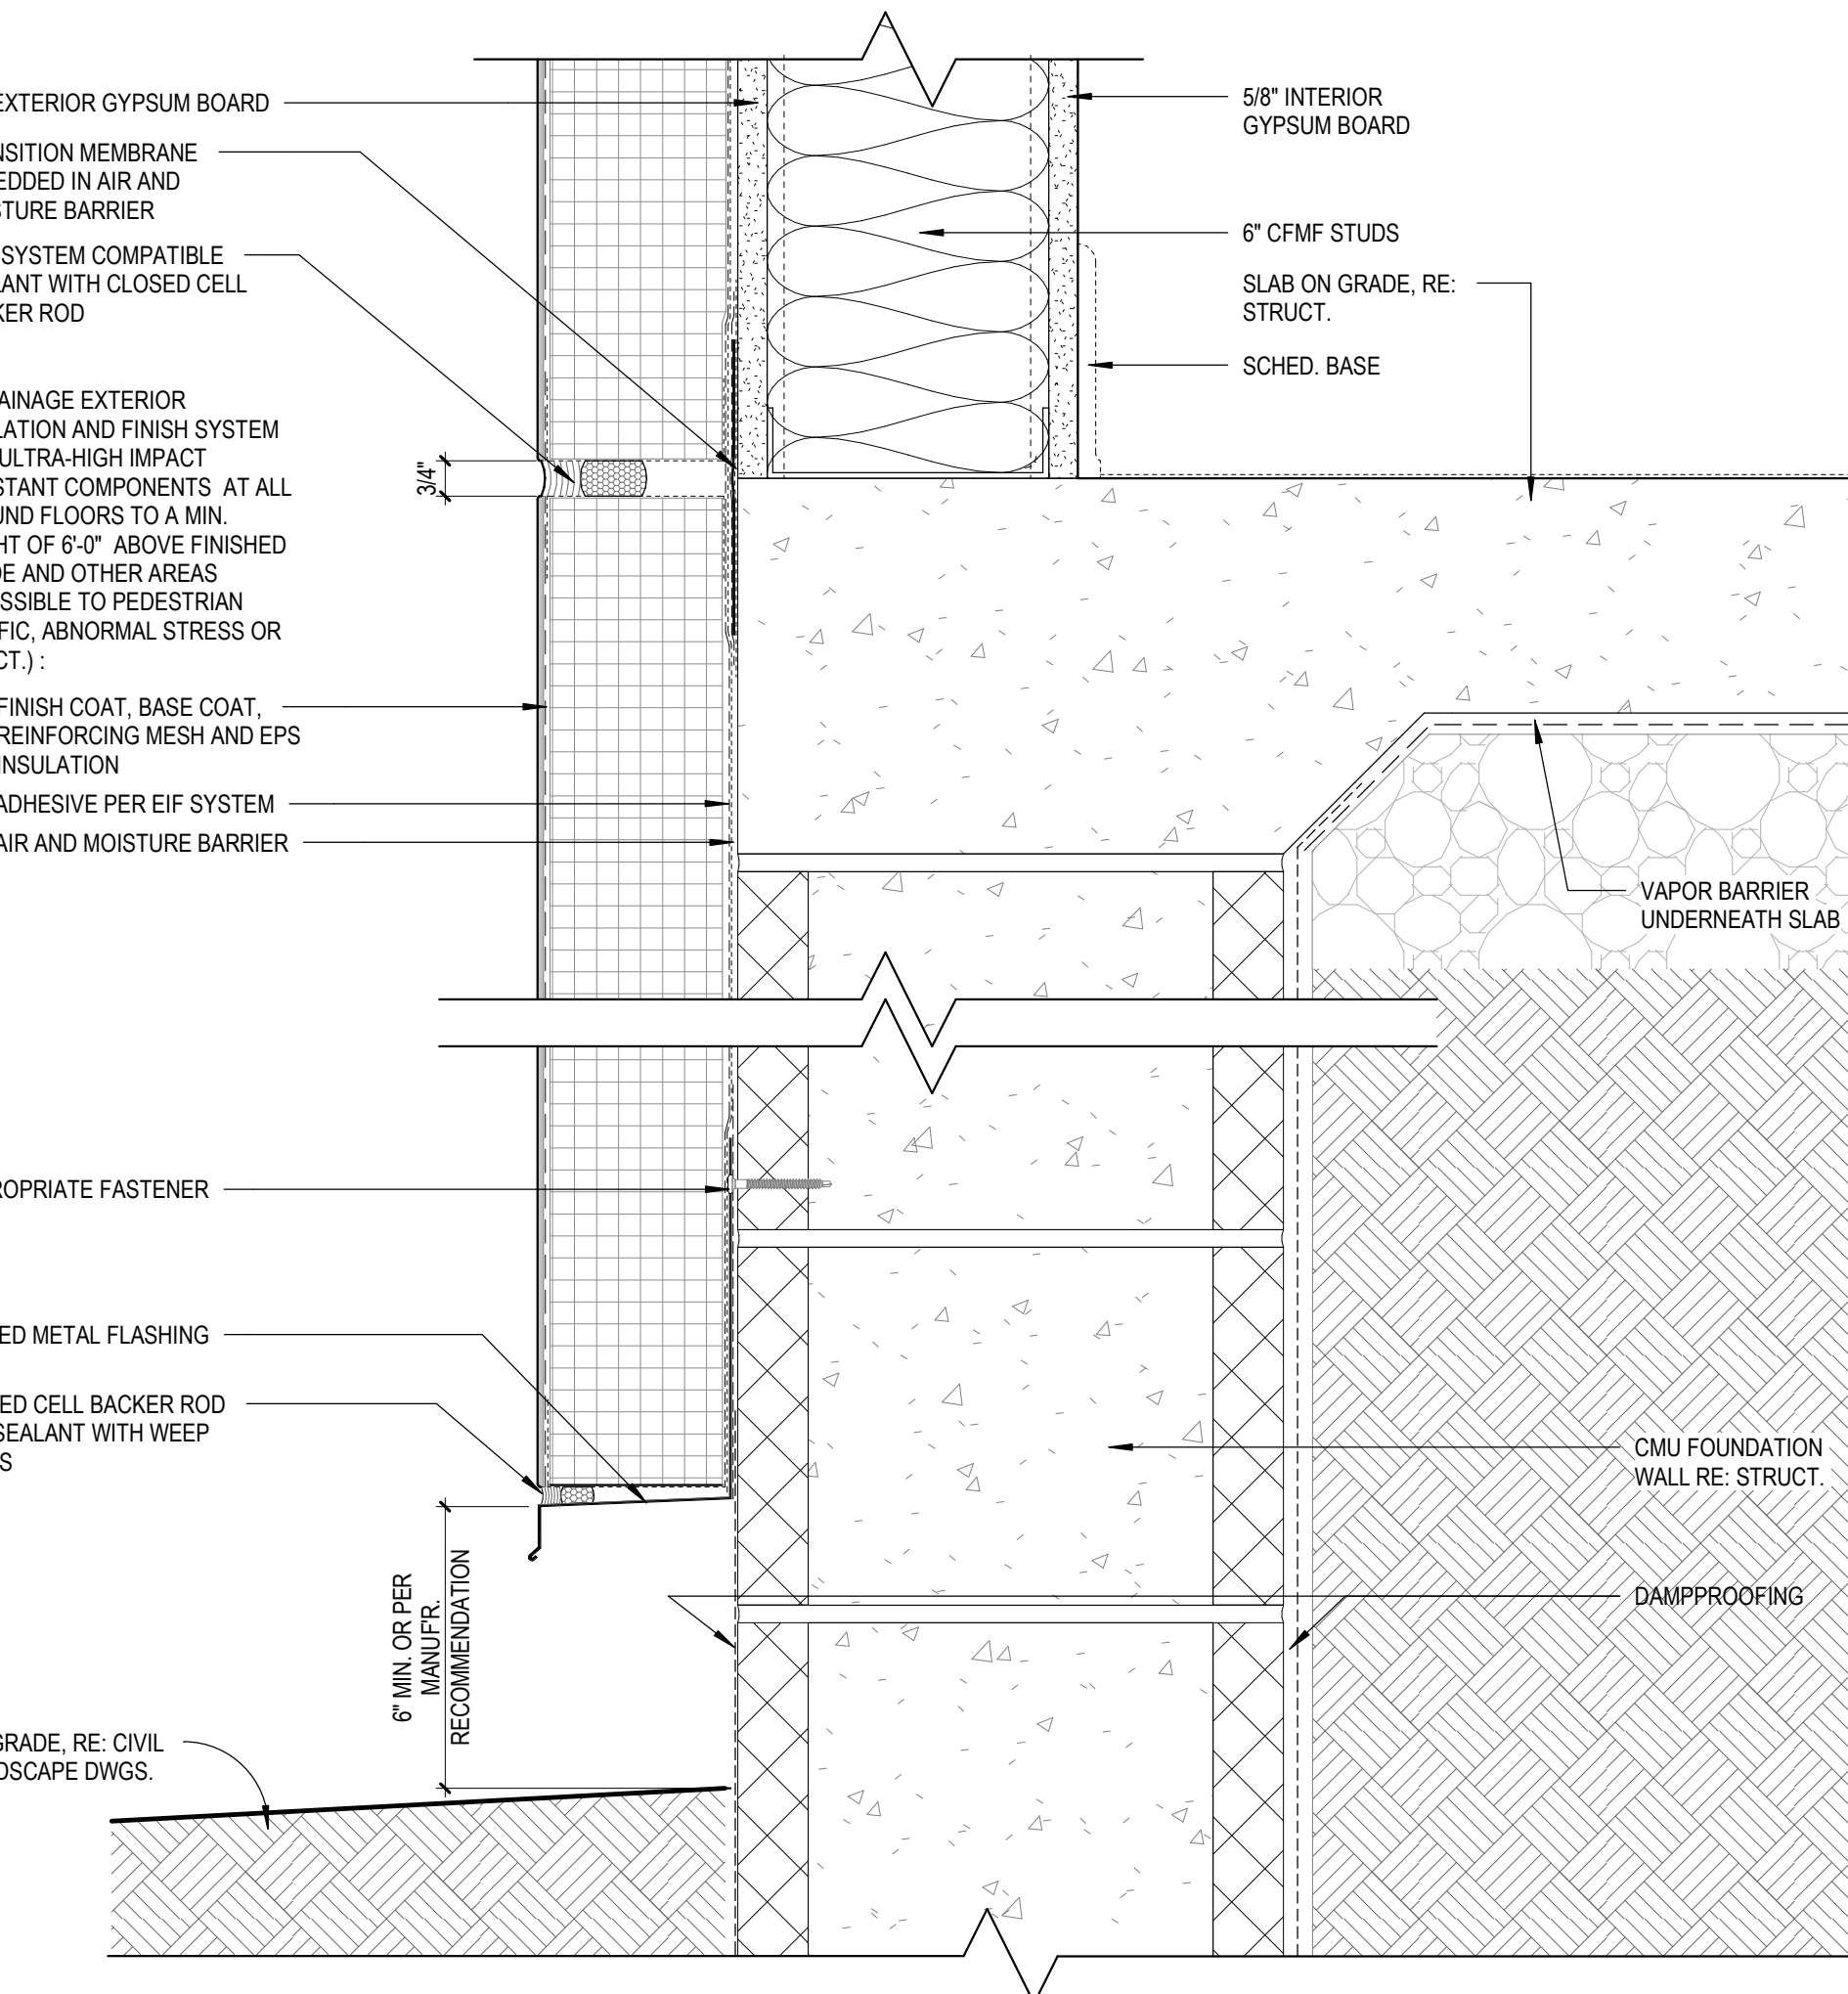 EXTERIOR GYPSUM BOARD
NSITION MEMBRANE
EDDED IN AIR AND
STURE BARRIER
SYSTEM COMPATIBLE
LANT WITH CLOSED CELL
KER ROD
AINAGE EXTERIOR
LATION AND FINISH SYSTEM
ULTRA-HIGH IMPACT
STANT COMPONENTS AT ALL
UND FLOORS TO A MIN.
HT OF 6'-0" ABOVE FINISHED
DE AND OTHER AREAS
ESSIBLE TO PEDESTRIAN
FIC, ABNORMAL STRESS OR
CT.) :
FINISH COAT, BASE COAT,
REINFORCING MESH AND EPS
INSULATION
ADHESIVE PER EIF SYSTEM
AIR AND MOISTURE BARRIER
ROPRIATE FASTENER
ED METAL FLASHING
ED CELL BACKER ROD
SEALANT WITH WEEP
S
GRADE, RE: CIVIL
DSCAPE DWGS.
3/4"
6" MIN. OR PER
MANUF'R.
RECOMMENDATION
5/8" INTERIOR
GYPSUM BOARD
6" CFMF STUDS
SLAB ON GRADE, RE:
STRUCT.
SCHED. BASE
VAPOR BARRIER
UNDERNEATH SLAB
CMU FOUNDATION
WALL RE: STRUCT.
DAMPPROOFING